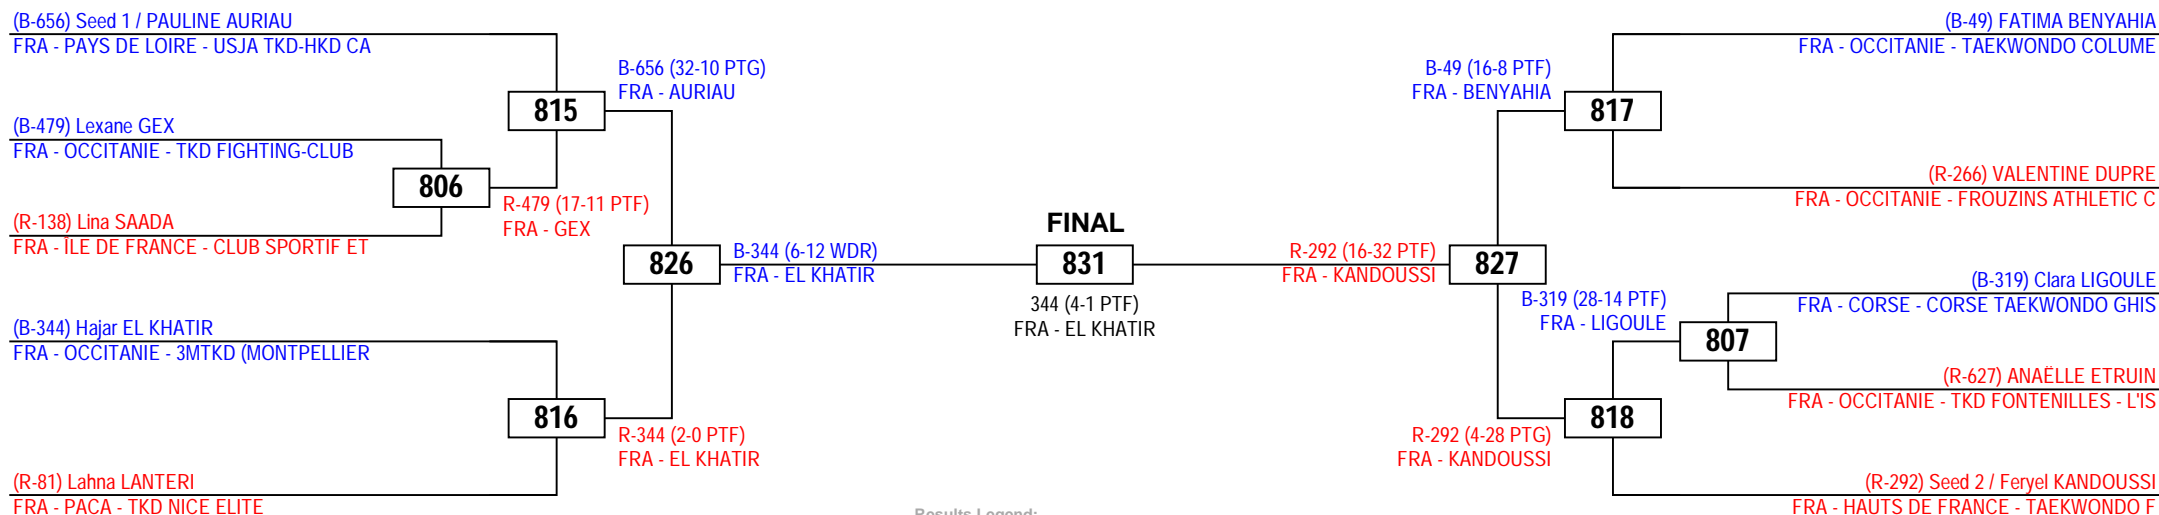 (B-656) Seed 1 / PAULINE AURIAU
FRA - PAYS DE LOIRE - USJA TKD-HKD CA
(B-479) Lexane GEX
FRA - OCCITANIE - TKD FIGHTING-CLUB
(R-138) Lina SAADA
FRA - ÎLE DE FRANCE - CLUB SPORTIF ET
(B-344) Hajar EL KHATIR
FRA - OCCITANIE - 3MTKD (MONTPELLIER
(R-81) Lahna LANTERI
FRA - PACA - TKD NICE ELITE
806
R-479 (17-11 PTF)
FRA - GEX
815
B-656 (32-10 PTG)
FRA - AURIAU
816
R-344 (2-0 PTF)
FRA - EL KHATIR
826
B-344 (6-12 WDR)
FRA - EL KHATIR
FINAL
831
344 (4-1 PTF)
FRA - EL KHATIR
R-292 (16-32 PTF)
FRA - KANDOUSSI
827
B-49 (16-8 PTF)
FRA - BENYAHIA
817
R-292 (4-28 PTG)
FRA - KANDOUSSI
818
B-319 (28-14 PTF)
FRA - LIGOULE
807
(B-49) FATIMA BENYAHIA
FRA - OCCITANIE - TAEKWONDO COLUME
(R-266) VALENTINE DUPRE
FRA - OCCITANIE - FROUZINS ATHLETIC C
(B-319) Clara LIGOULE
FRA - CORSE - CORSE TAEKWONDO GHIS
(R-627) ANAËLLE ETRUIN
FRA - OCCITANIE - TKD FONTENILLES - L'IS
(R-292) Seed 2 / Feryel KANDOUSSI
FRA - HAUTS DE FRANCE - TAEKWONDO F
Results Legend: